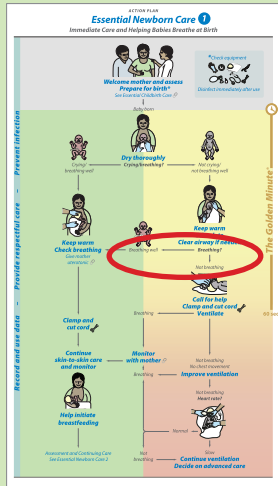 ACTION PLAN
Essential Newborn Care 1
Immediate Care and Helping Babies Breathe at Birth
Welcome mother and assess
Prepare for birth*
See Essential Childbirth Care
*Check equipment
Disinfect immediately after use
Baby born
Dry thoroughly
Crying/breathing?
Crying/
breathing well
Not crying/
not breathing well
Keep warm
Check breathing
Give mother
uterotonic
Breathing well
Keep warm
Clear airway if needed
Breathing?
Not breathing
Call for help
Clamp and cut cord
Ventilate
Clamp and
cut cord
Breathing
60 sec
Continue
skin-to-skin care
and monitor
Monitor
with mother
Not breathing
No chest movement
Breathing
Improve ventilation
Not breathing
Heart rate?
Help initiate
breastfeeding
Normal
Slow
Assessment and Continuing Care
See Essential Newborn Care 2
Not
breathing
Continue ventilation
Decide on advanced care
Record and use data – Provide respectful care – Prevent infection
The Golden Minute